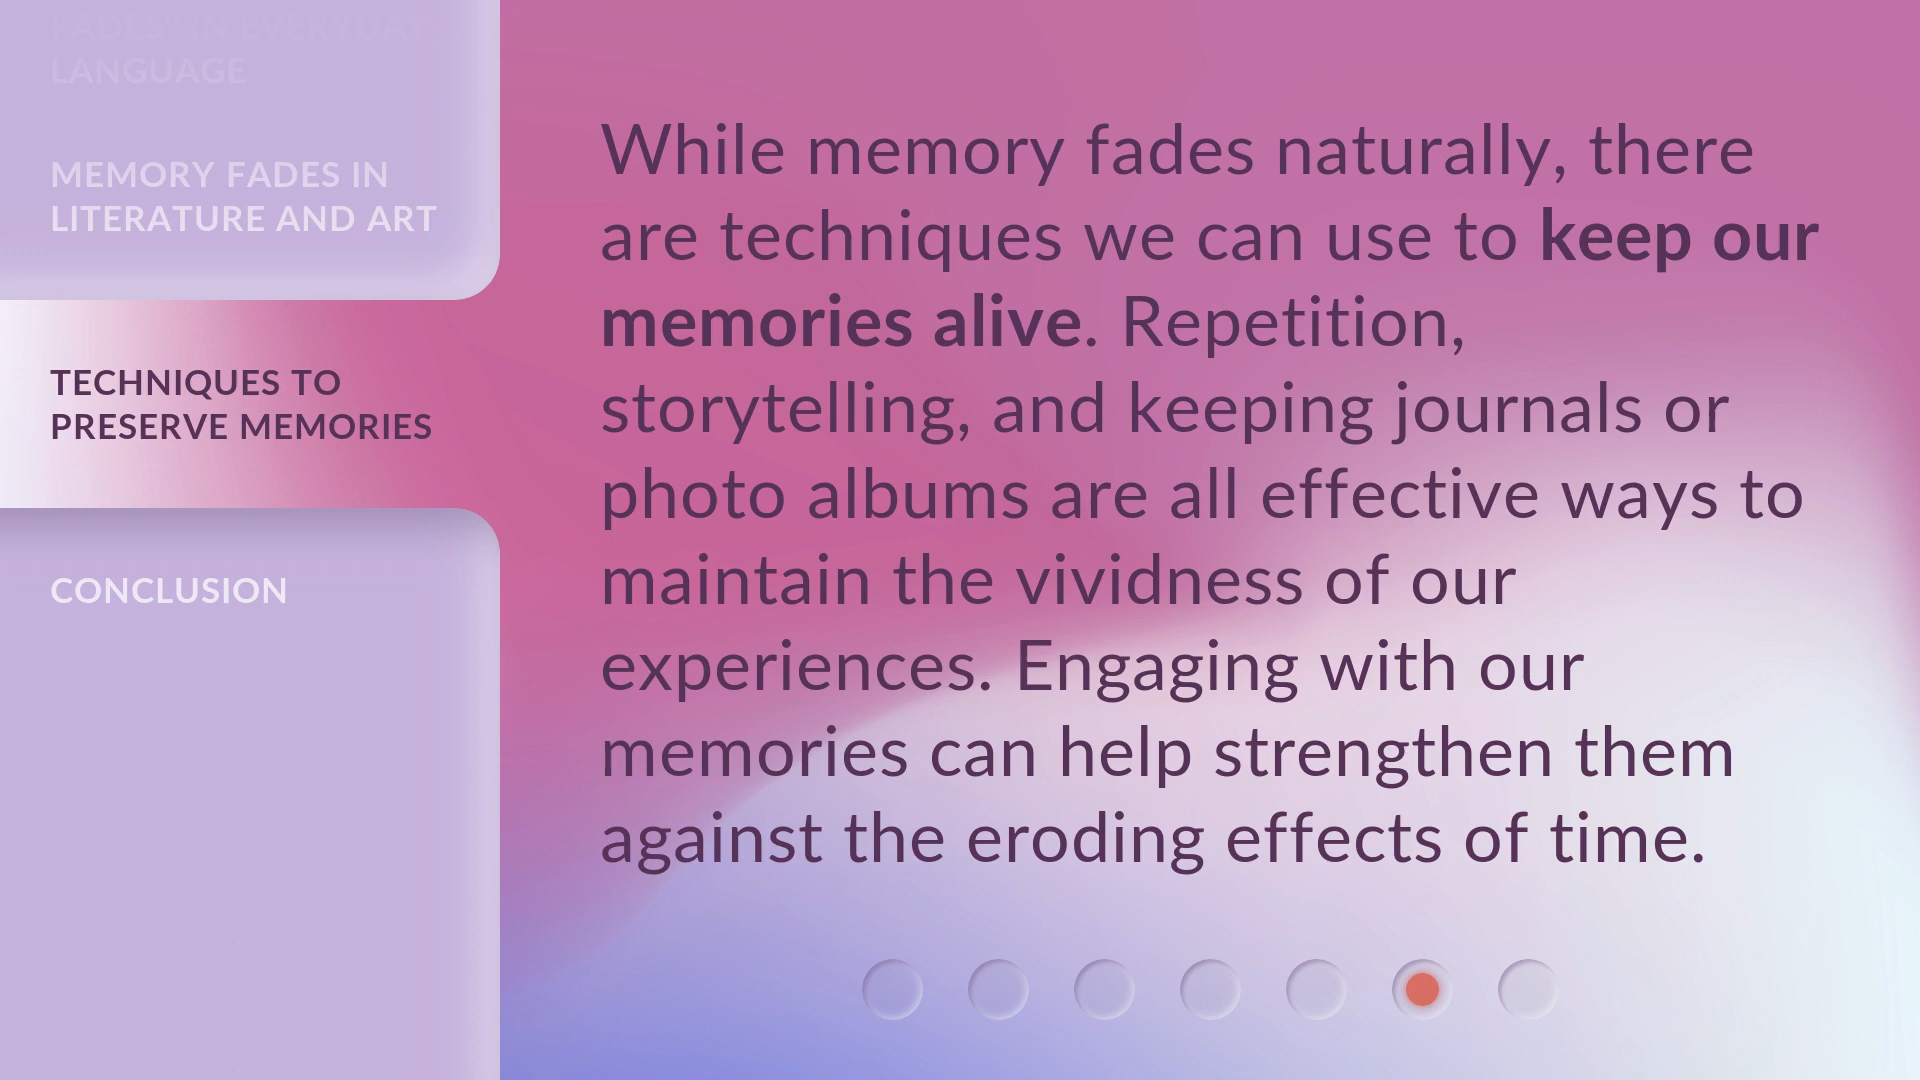 FADES" IN EVERYDAY
LANGUAGE
MEMORY FADES IN
LITERATURE AND ART
TECHNIQUES TO
PRESERVE MEMORIES
CONCLUSION
While memory fades naturally, there
are techniques we can use to keep our
memories alive. Repetition,
storytelling, and keeping journals or
photo albums are all effective ways to
maintain the vividness of our
experiences. Engaging with our
memories can help strengthen them
against the eroding effects of time.